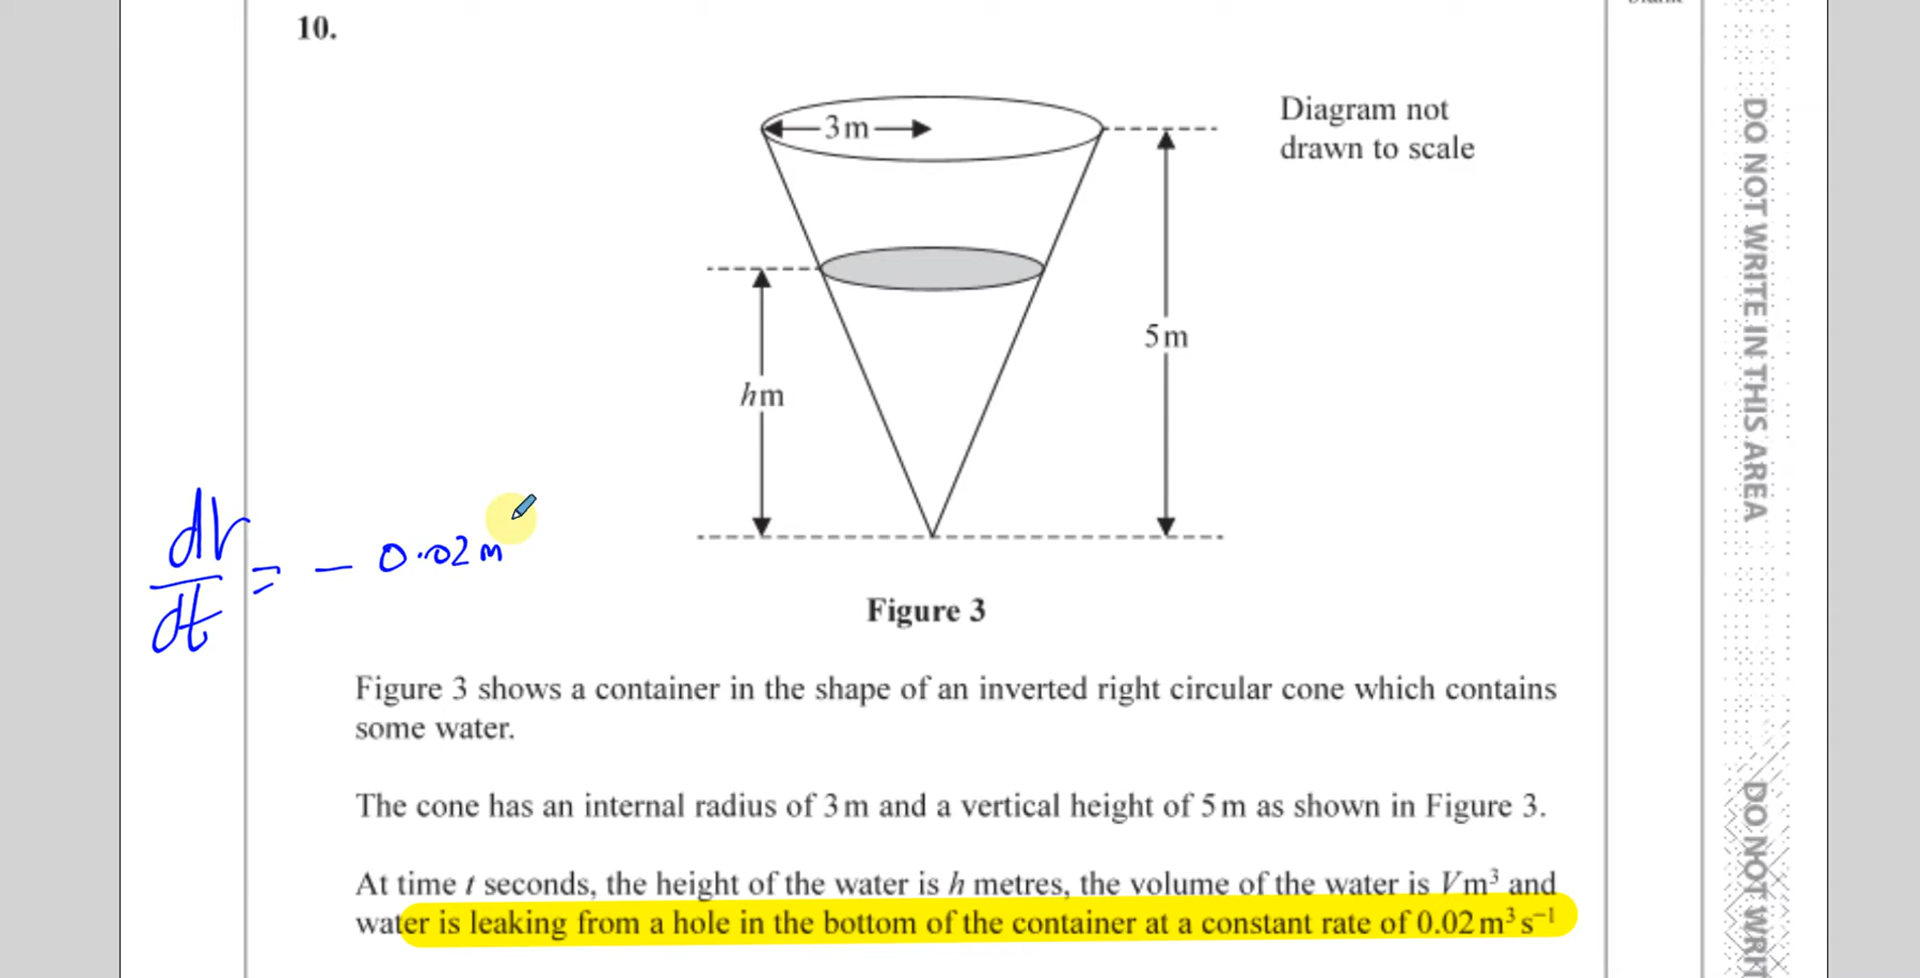 10.
3 m
Diagram not
drawn to scale
5 m
h m
dV
dt
= - 0.02 m
Figure 3
Figure 3 shows a container in the shape of an inverted right circular cone which contains
some water.
The cone has an internal radius of 3 m and a vertical height of 5 m as shown in Figure 3.
At time t seconds, the height of the water is h metres, the volume of the water is V m³ and
water is leaking from a hole in the bottom of the container at a constant rate of 0.02 m³ s⁻¹
DO NOT WRITE IN THIS AREA